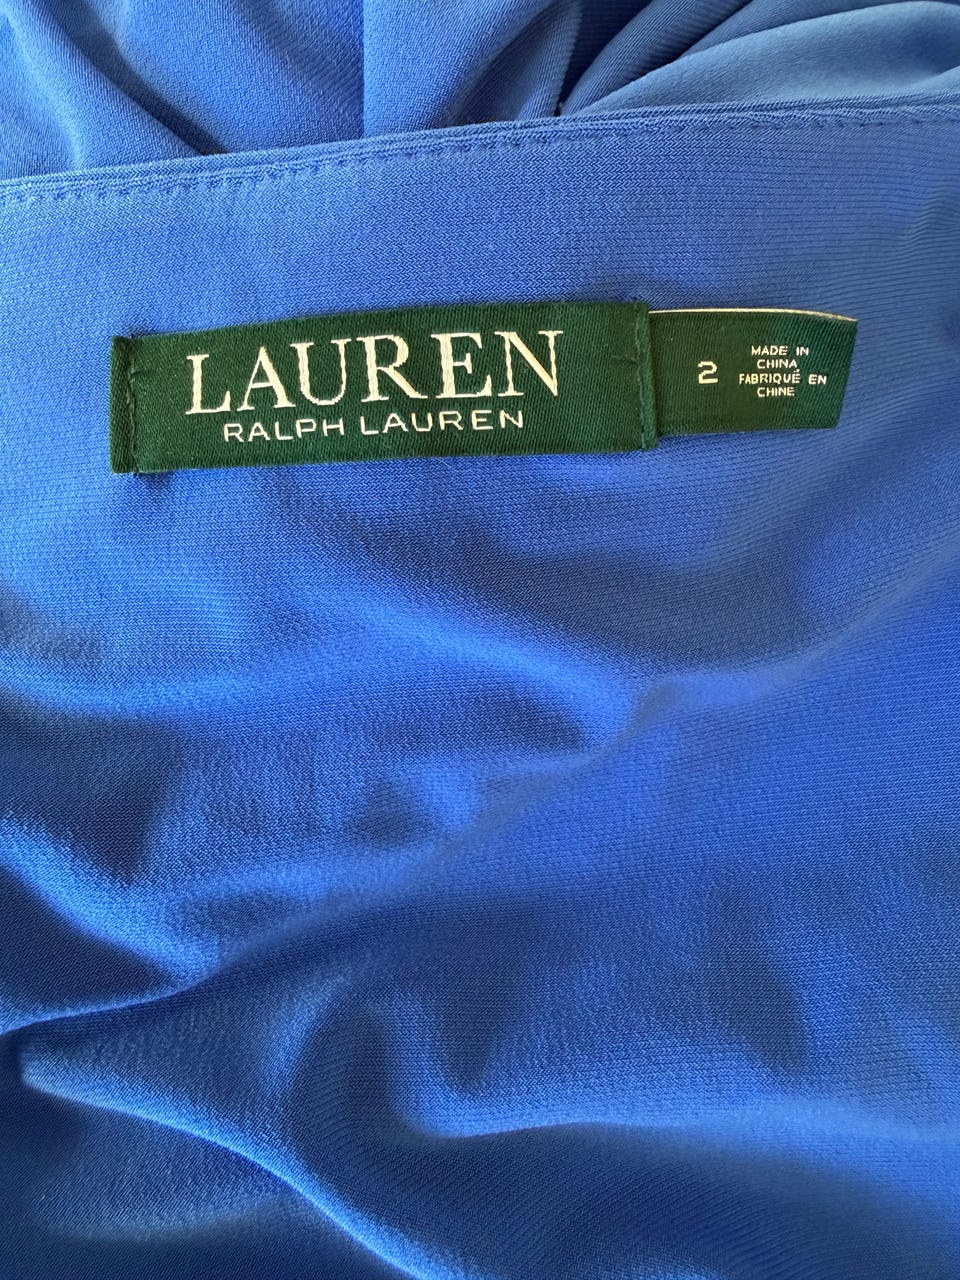 LAUREN
RALPH LAUREN
2
MADE IN
CHINA
FABRIQUÉ EN
CHINE